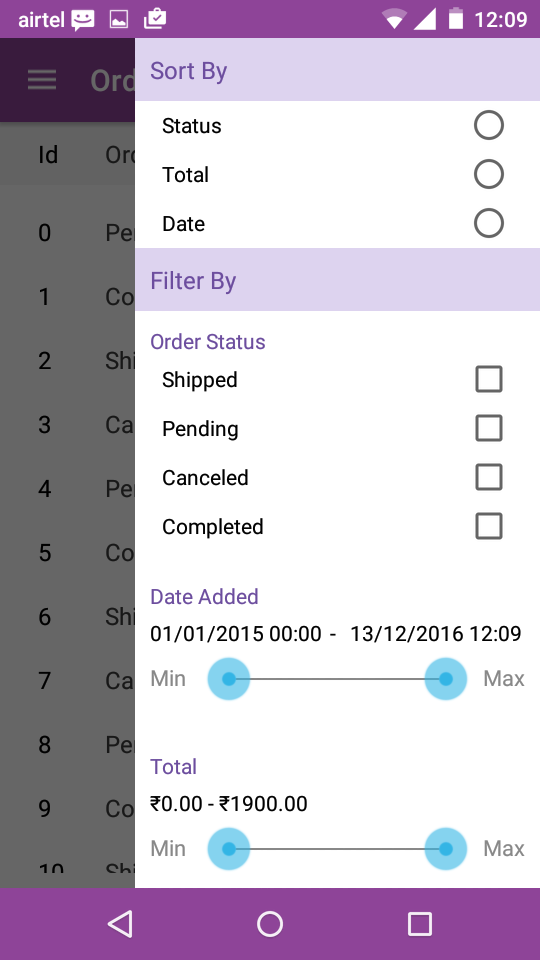 airtel 12:09
Ord
Sort By
Id Ord
Status
Total
Date
0 Pe
1 Co
2 Shi
3 Ca
4 Pe
5 Co
6 Shi
7 Ca
8 Pe
9 Co
10 Shi
Filter By
Order Status
Shipped
Pending
Canceled
Completed
Date Added
01/01/2015 00:00 - 13/12/2016 12:09
Min Max
Total
₹0.00 - ₹1900.00
Min Max